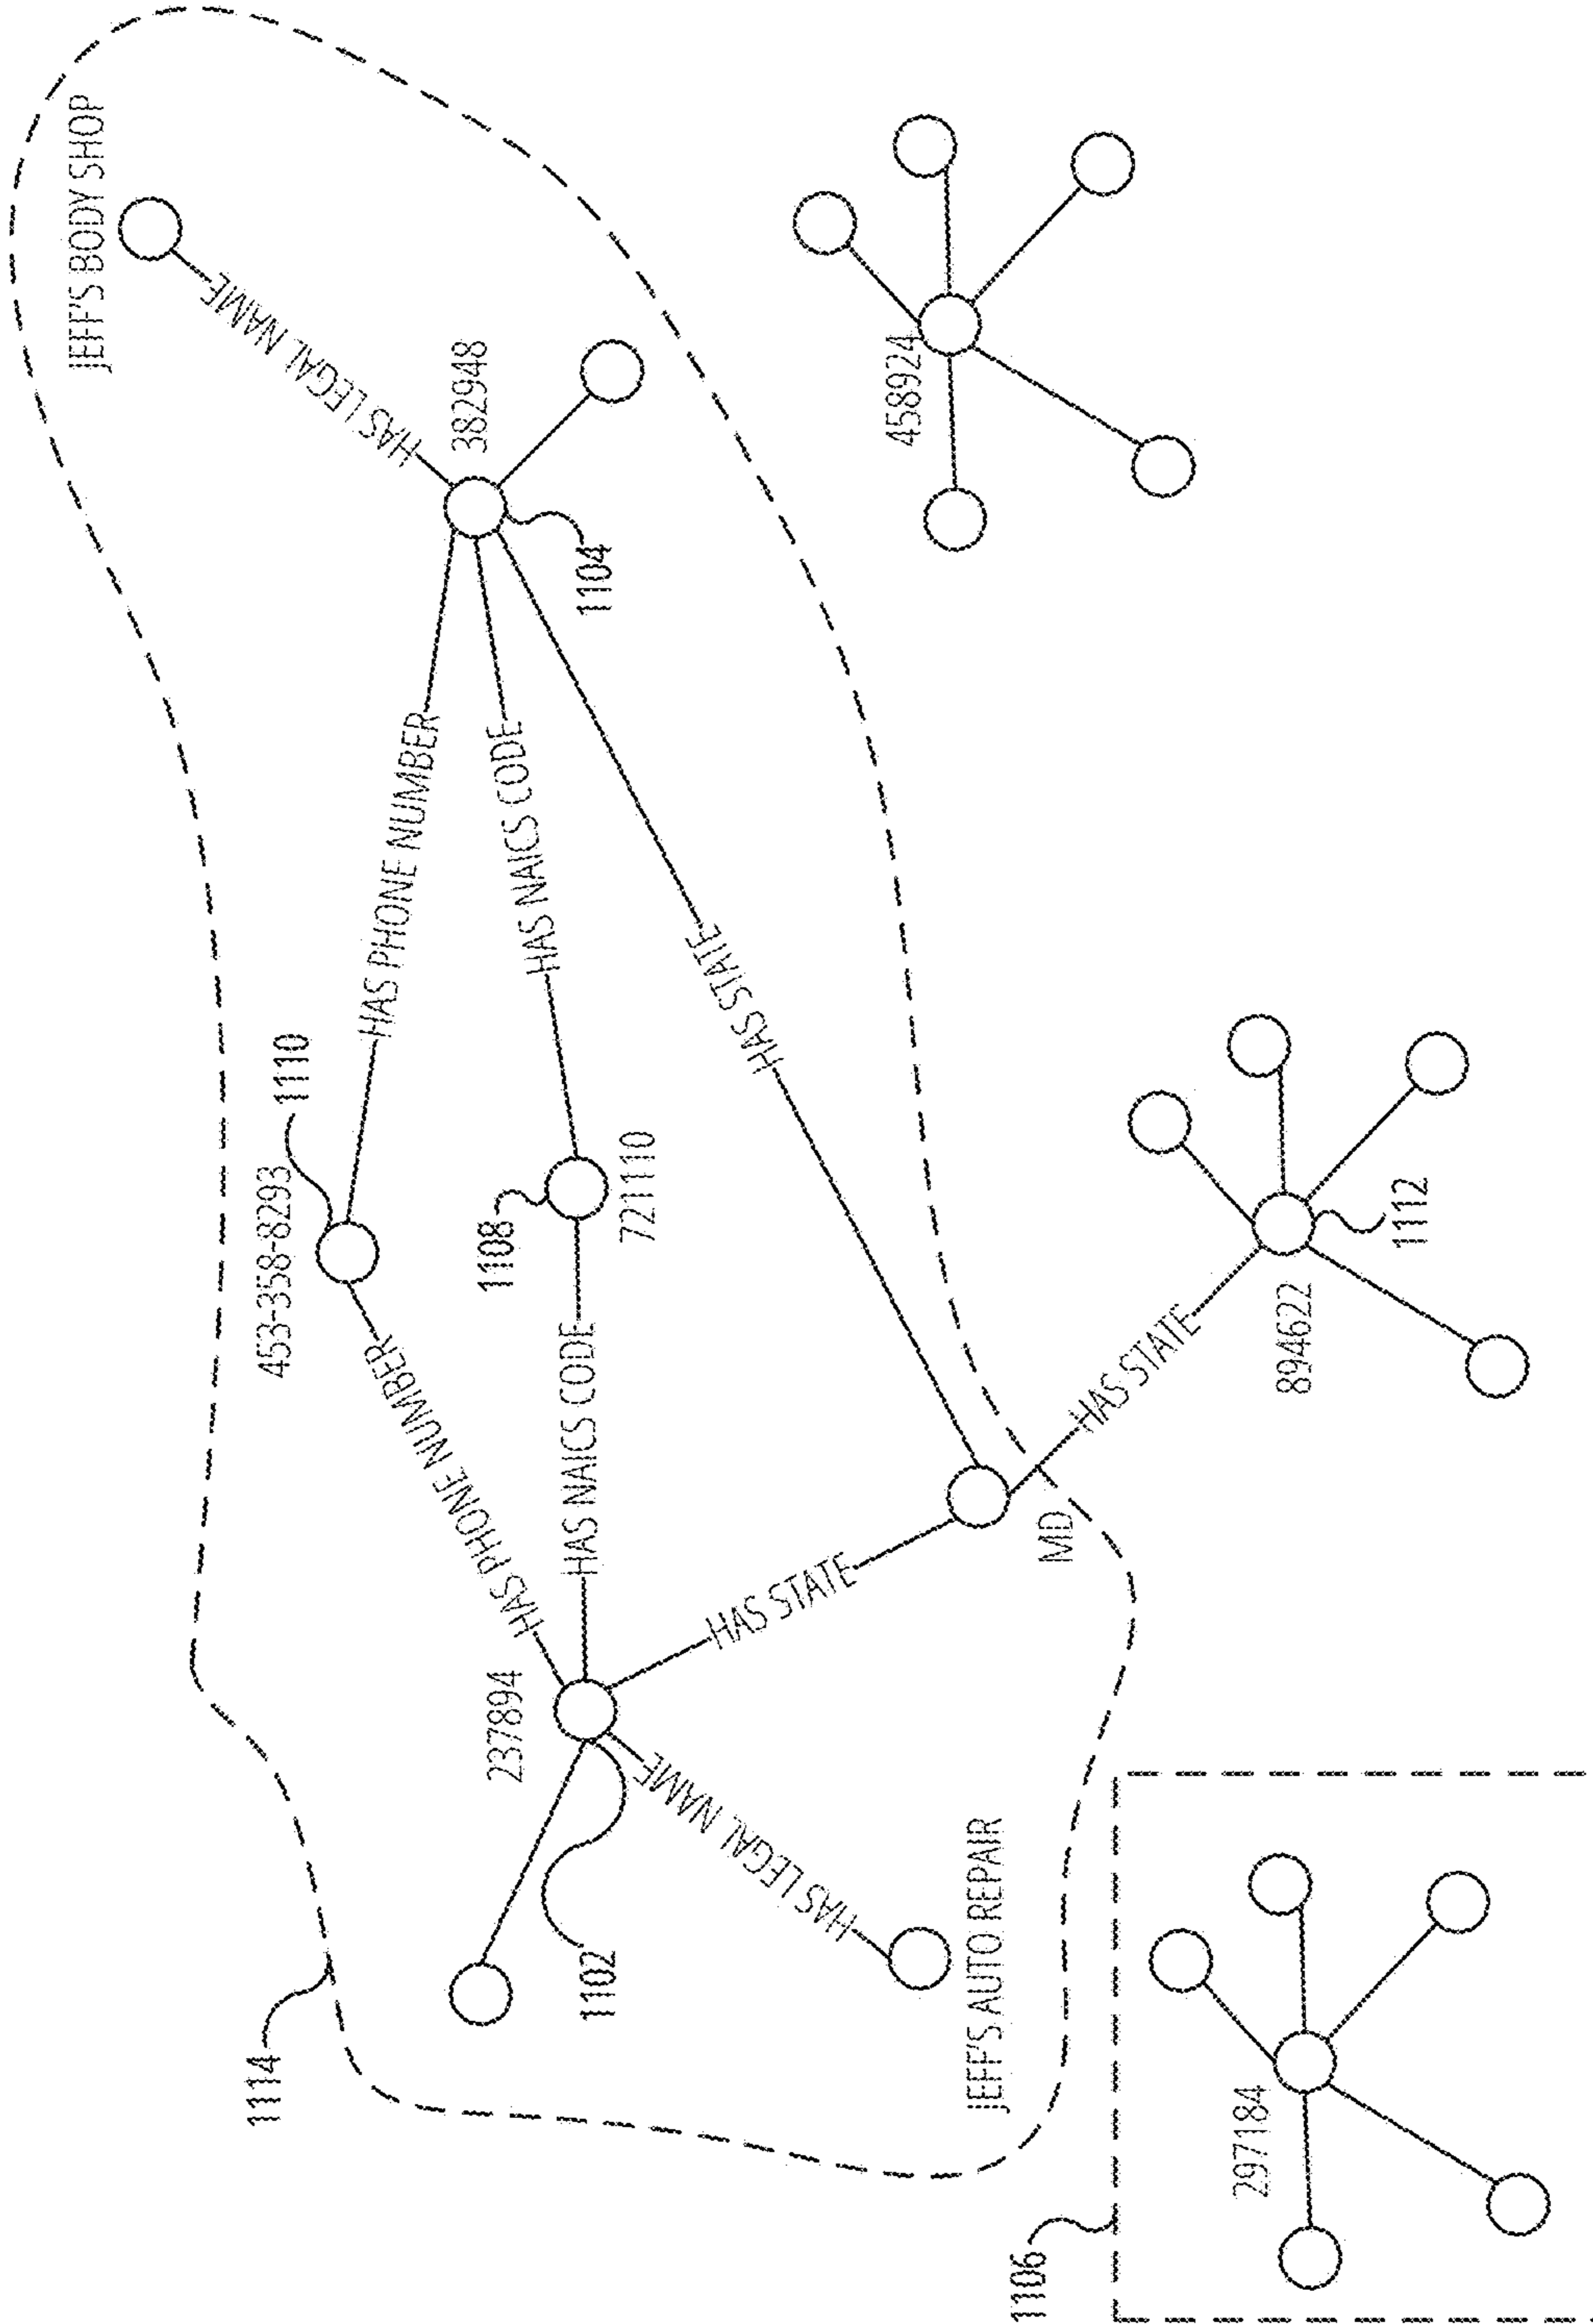 1114
453-358-8293
1110
JEFF'S BODY SHOP
HAS LEGAL NAME
HAS PHONE NUMBER
HAS PHONE NUMBER
237894
1108
382948
HAS NAICS CODE
HAS NAICS CODE
721110
1102
1104
HAS LEGAL NAME
HAS STATE
HAS STATE
JEFF'S AUTO REPAIR
MD
458924
HAS STATE
1106
297184
894622
1112